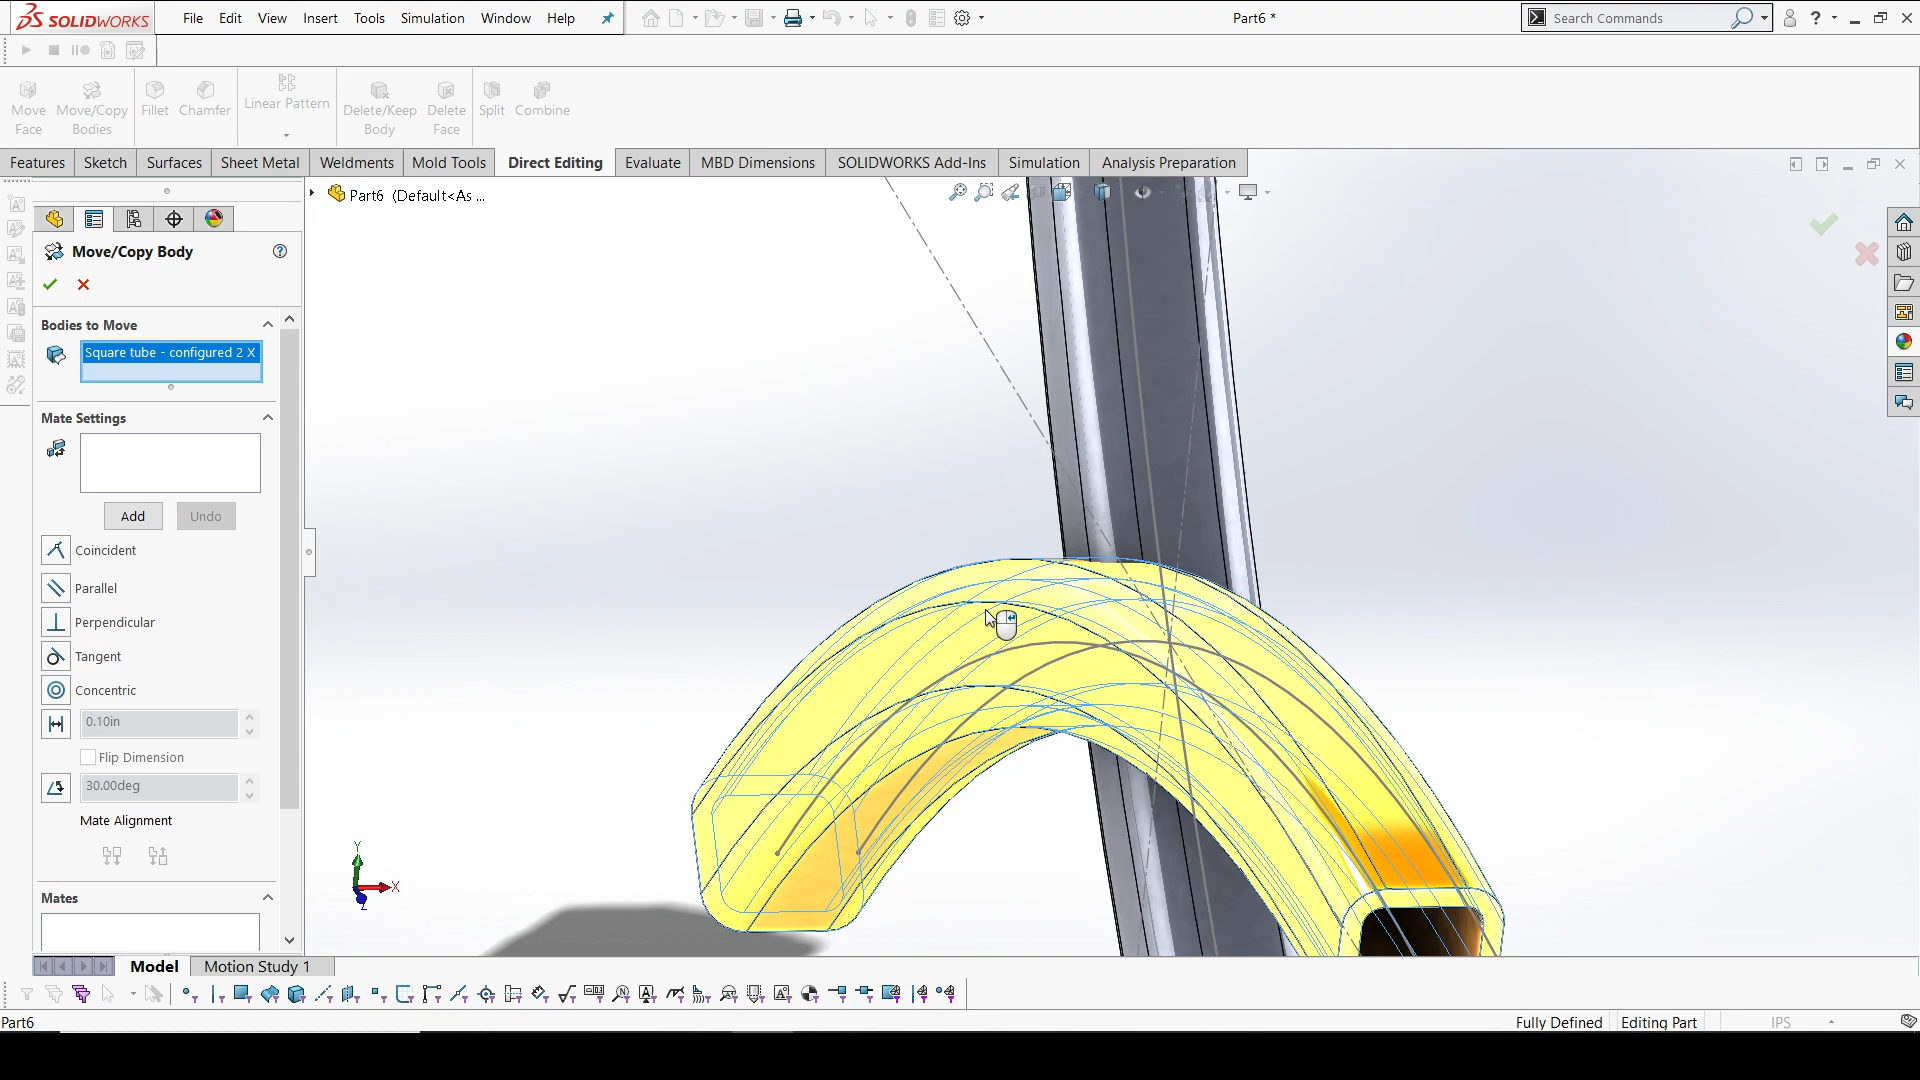 SOLIDWORKS File Edit View Insert Tools Simulation Window Help Part6 * Search Commands ?
Move Face Move/Copy Bodies Fillet Chamfer Linear Pattern Delete/Keep Body Delete Face Split Combine
Features Sketch Surfaces Sheet Metal Weldments Mold Tools Direct Editing Evaluate MBD Dimensions SOLIDWORKS Add-Ins Simulation Analysis Preparation
Part6 (Default<As ...
Move/Copy Body
Bodies to Move
Square tube - configured 2 X
Mate Settings
Add Undo
Coincident
Parallel
Perpendicular
Tangent
Concentric
0.10in
Flip Dimension
30.00deg
Mate Alignment
Mates
Y
X
Z
Model Motion Study 1
Part6 Fully Defined Editing Part IPS